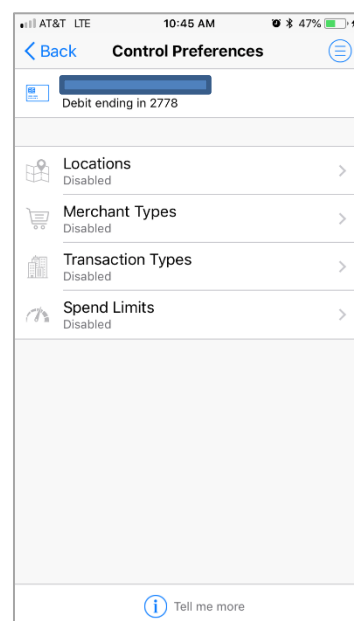 AT&T LTE 10:45 AM 47%
Back Control Preferences
Debit ending in 2778
Locations
Disabled
Merchant Types
Disabled
Transaction Types
Disabled
Spend Limits
Disabled
Tell me more